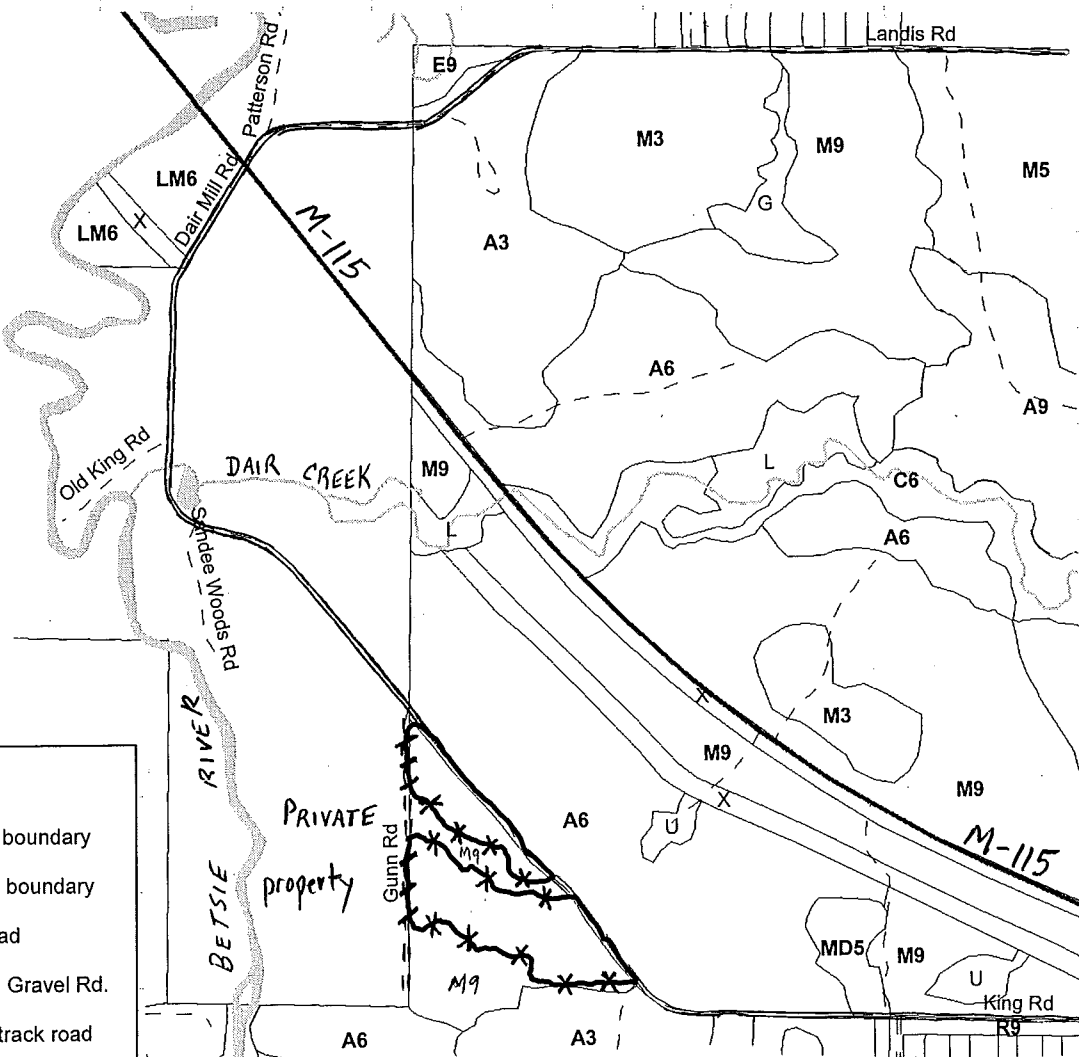 Landis Rd
Patterson Rd
E9
M3
M9
M5
LM6
Dair Mill Rd
X
LM6
G
M-115
A3
A6
A9
Old King Rd
DAIR CREEK
M9
L
C6
L
A6
Sundee Woods Rd
BETSIE RIVER
M3
X
M9
X
M9
PRIVATE
property
Gunn Rd
M9
A6
U
M-115
boundary
boundary
ad
Gravel Rd.
track road
M9
MD5
M9
U
King Rd
R9
A6
A3